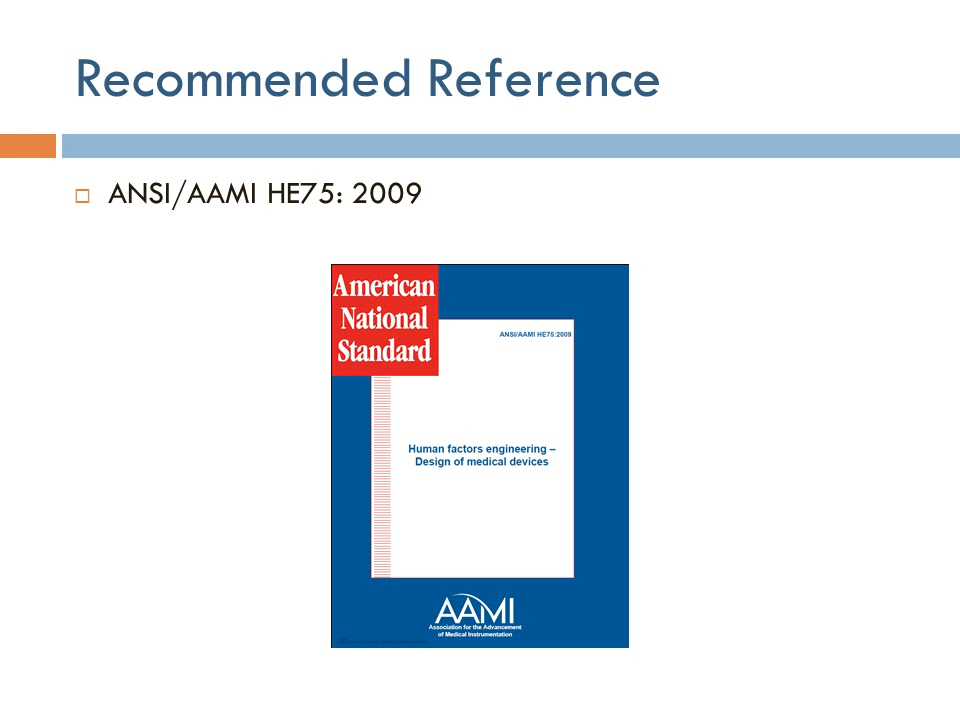 Recommended Reference
ANSI/AAMI HE75: 2009
American
National
Standard
ANSI/AAMI HE75:2009
Human factors engineering –
Design of medical devices
AAMI
Association for the Advancement
of Medical Instrumentation